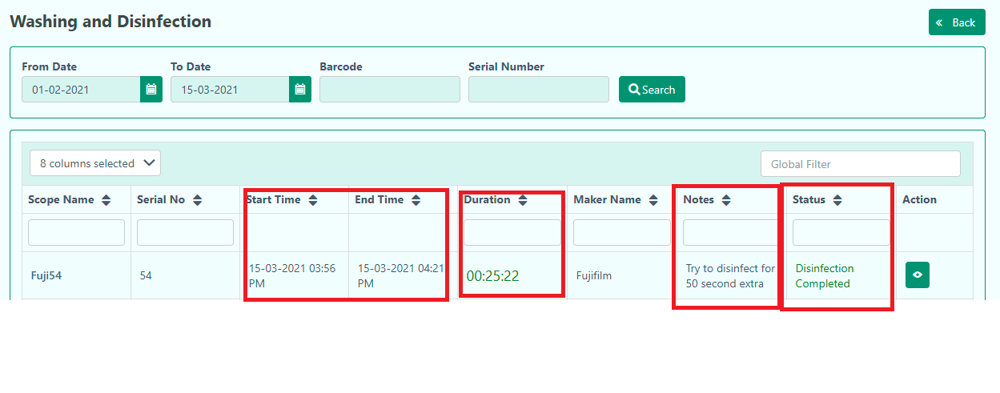 Washing and Disinfection
Back
From Date
To Date
Barcode
Serial Number
01-02-2021
15-03-2021
Search
8 columns selected
Global Filter
Scope Name
Serial No
Start Time
End Time
Duration
Maker Name
Notes
Status
Action
Fuji54
54
15-03-2021 03:56
PM
15-03-2021 04:21
PM
00:25:22
Fujifilm
Try to disinfect for
50 second extra
Disinfection
Completed